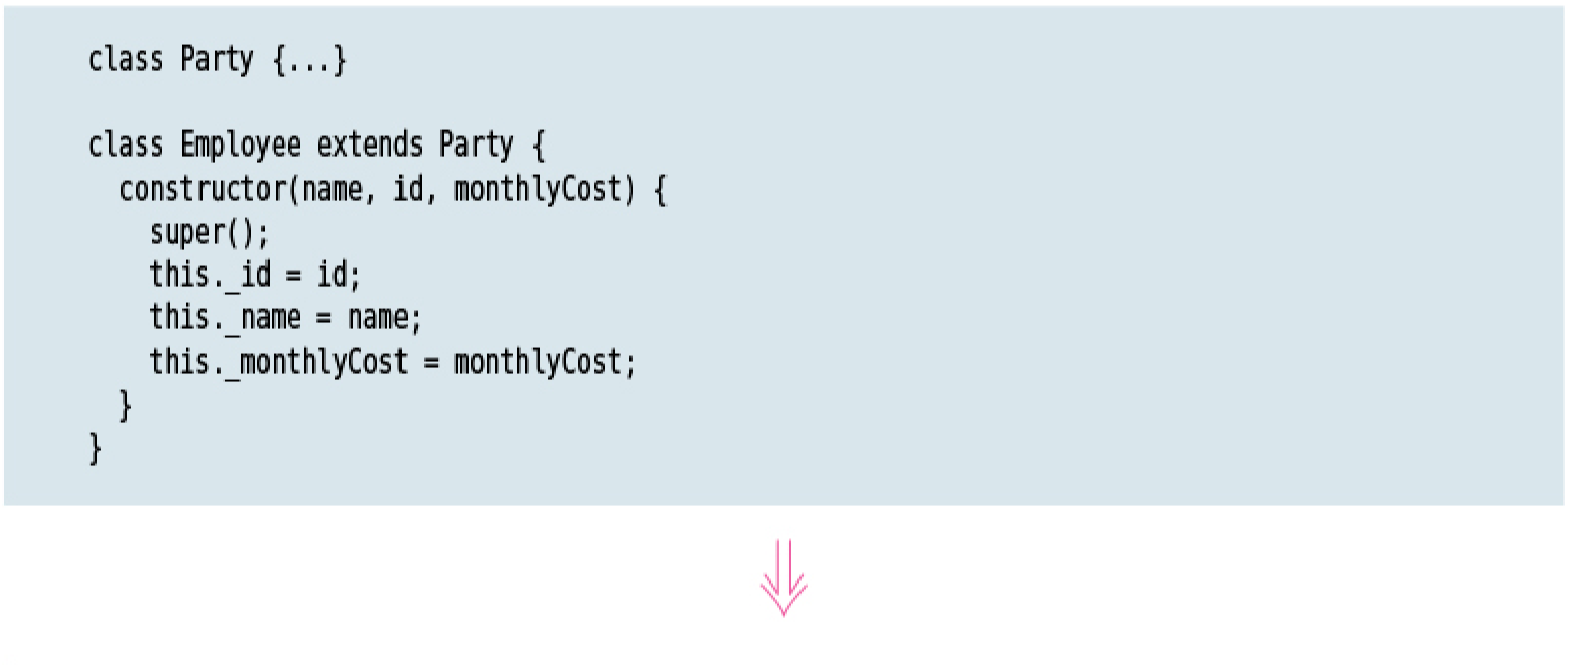 class Party {...}
class Employee extends Party {
constructor(name, id, monthlyCost) {
super();
this._id = id;
this._name = name;
this._monthlyCost = monthlyCost;
}
}